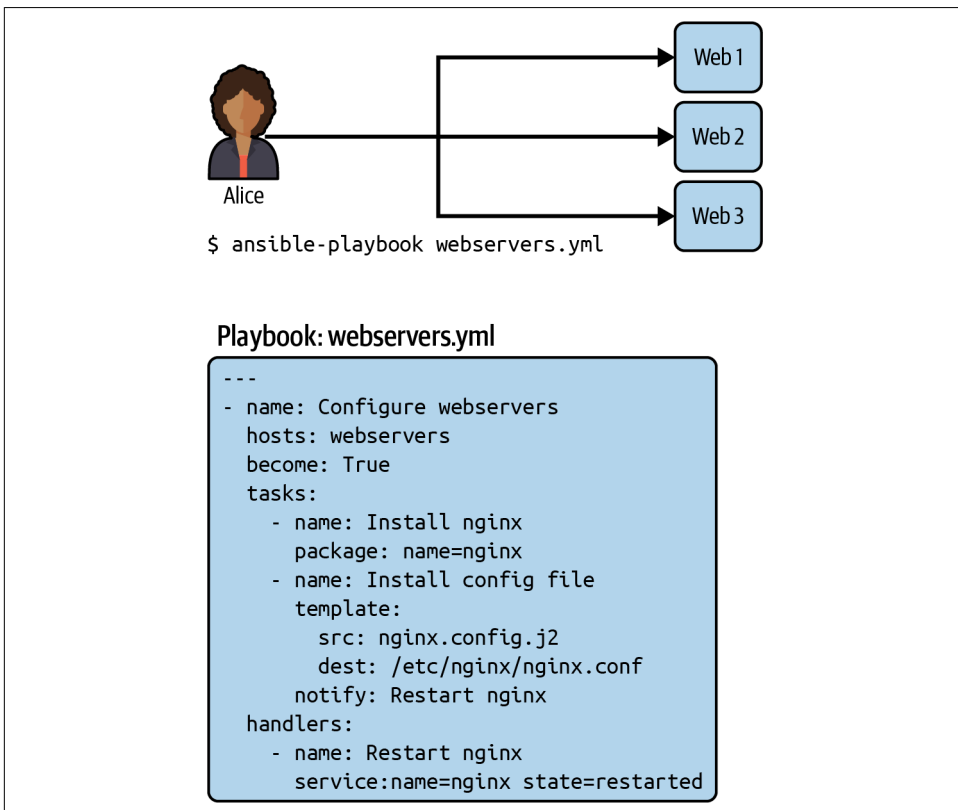 Web 1
Web 2
Web 3
Alice
$ ansible-playbook webservers.yml
Playbook: webservers.yml
---
- name: Configure webservers
  hosts: webservers
  become: True
  tasks:
    - name: Install nginx
      package: name=nginx
    - name: Install config file
      template:
        src: nginx.config.j2
        dest: /etc/nginx/nginx.conf
      notify: Restart nginx
  handlers:
    - name: Restart nginx
      service:name=nginx state=restarted